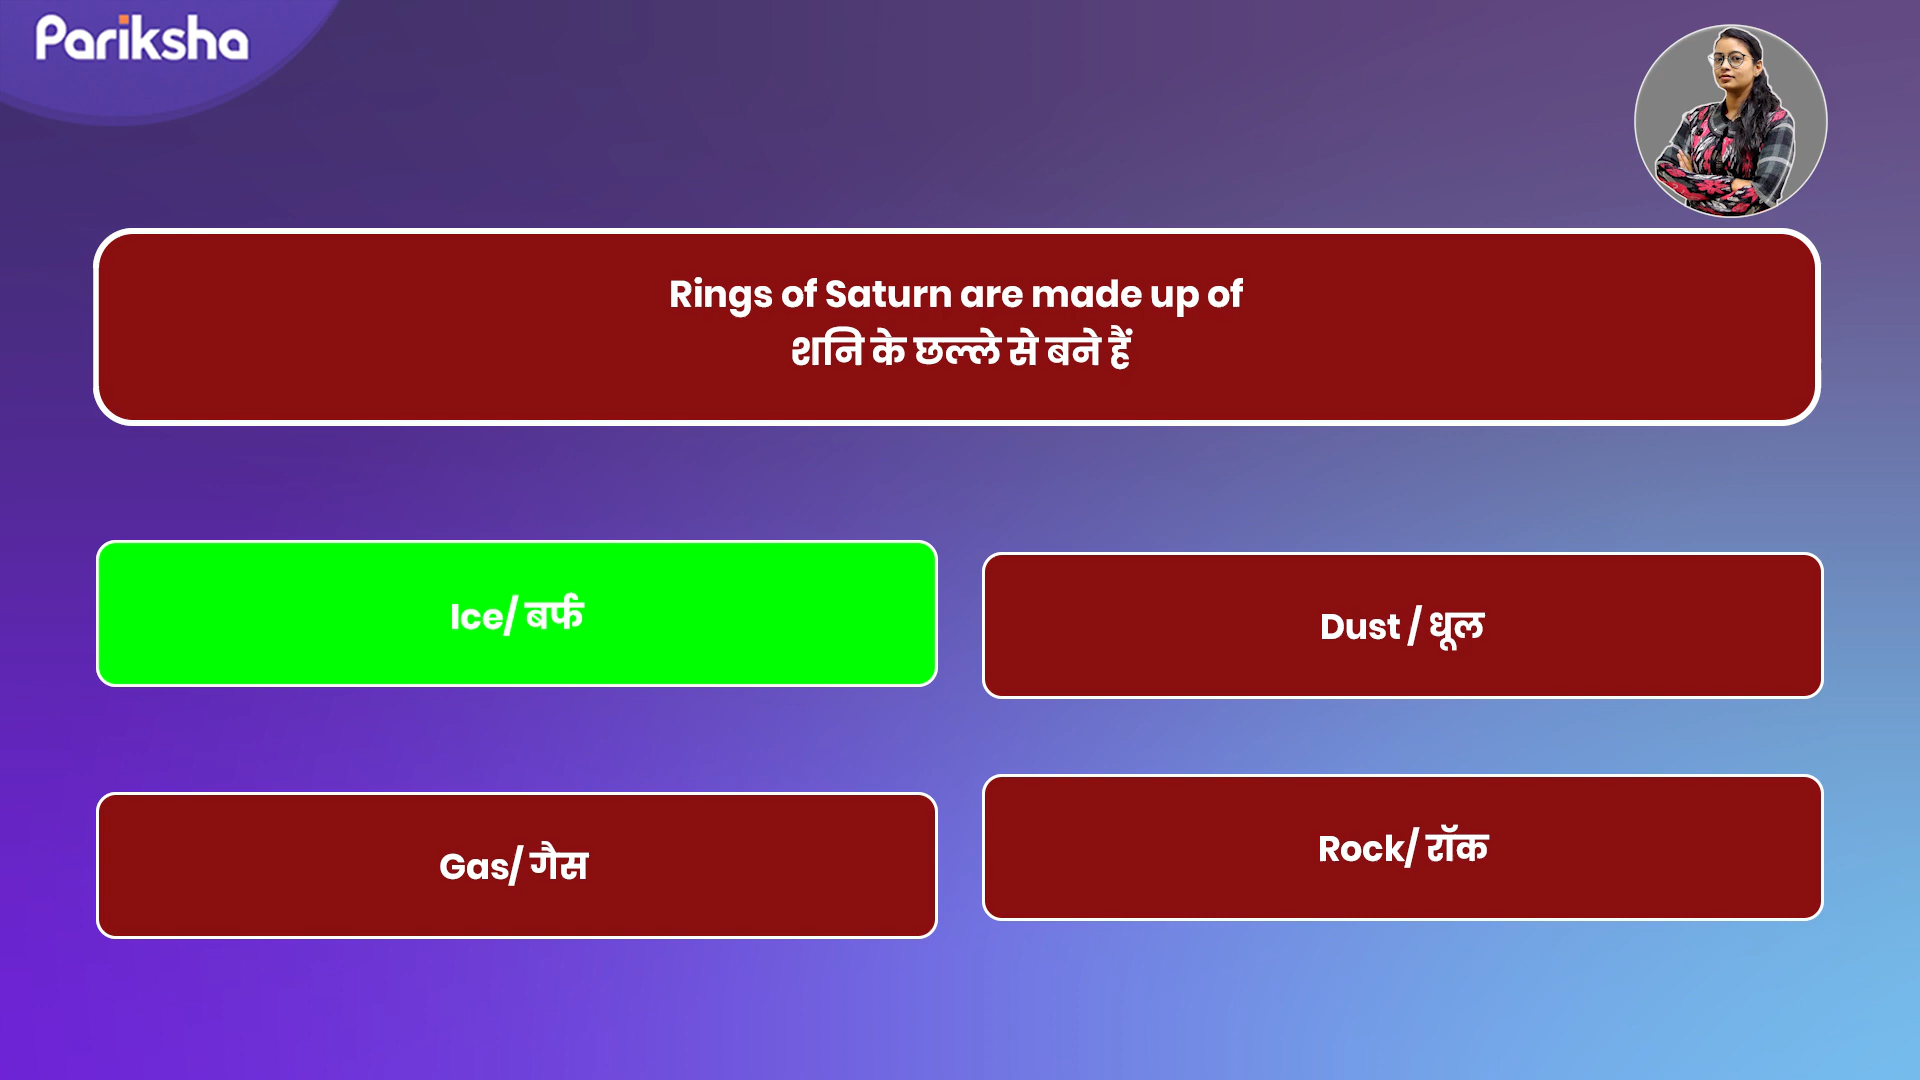 Pariksha
Rings of Saturn are made up of
शनि के छल्ले से बने हैं
Ice/ बर्फ
Dust / धूल
Gas/ गैस
Rock/ रॉक